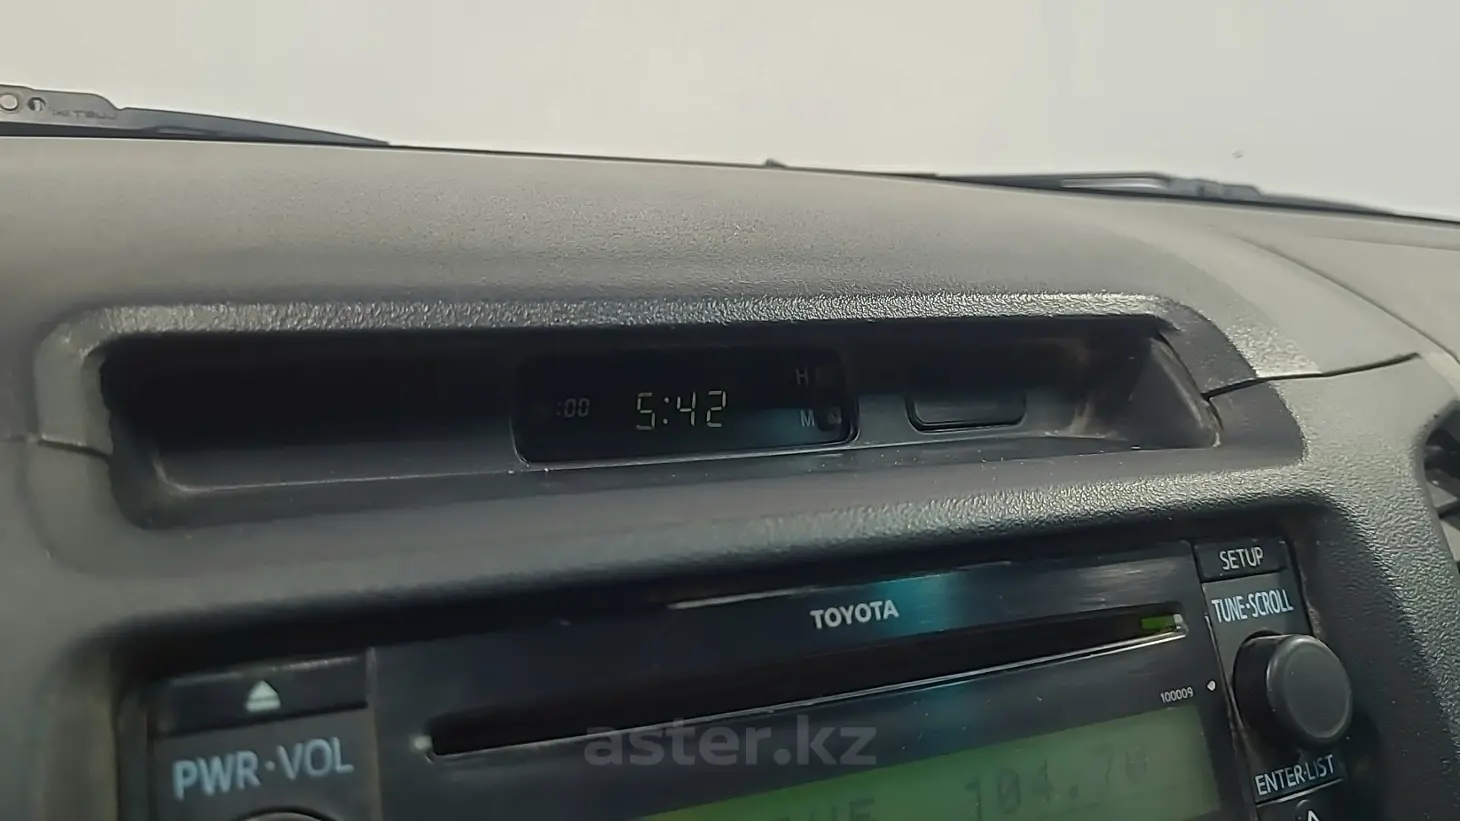 :00 5:42 H
M
SETUP
TOYOTA
TUNE·SCROLL
100009
PWR·VOL
aster.kz
ENTER·LIST
104.70